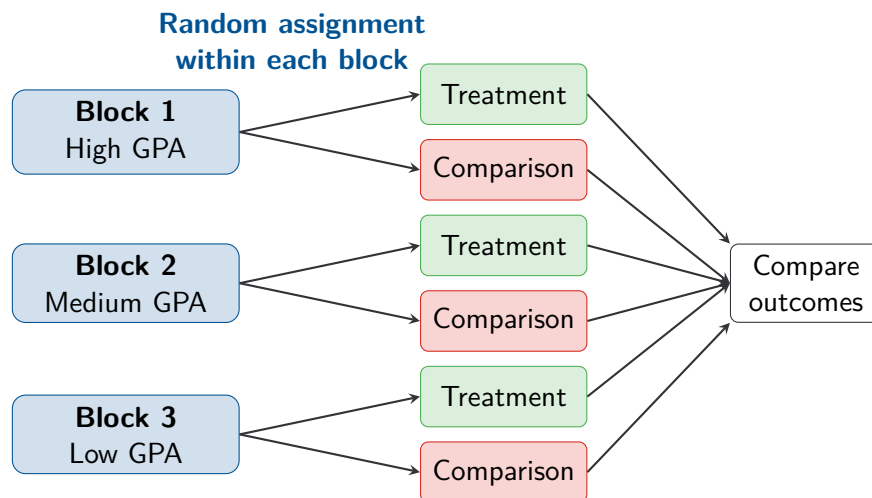 Random assignment
within each block
Block 1
High GPA
Treatment
Comparison
Block 2
Medium GPA
Treatment
Comparison
Block 3
Low GPA
Treatment
Comparison
Compare
outcomes